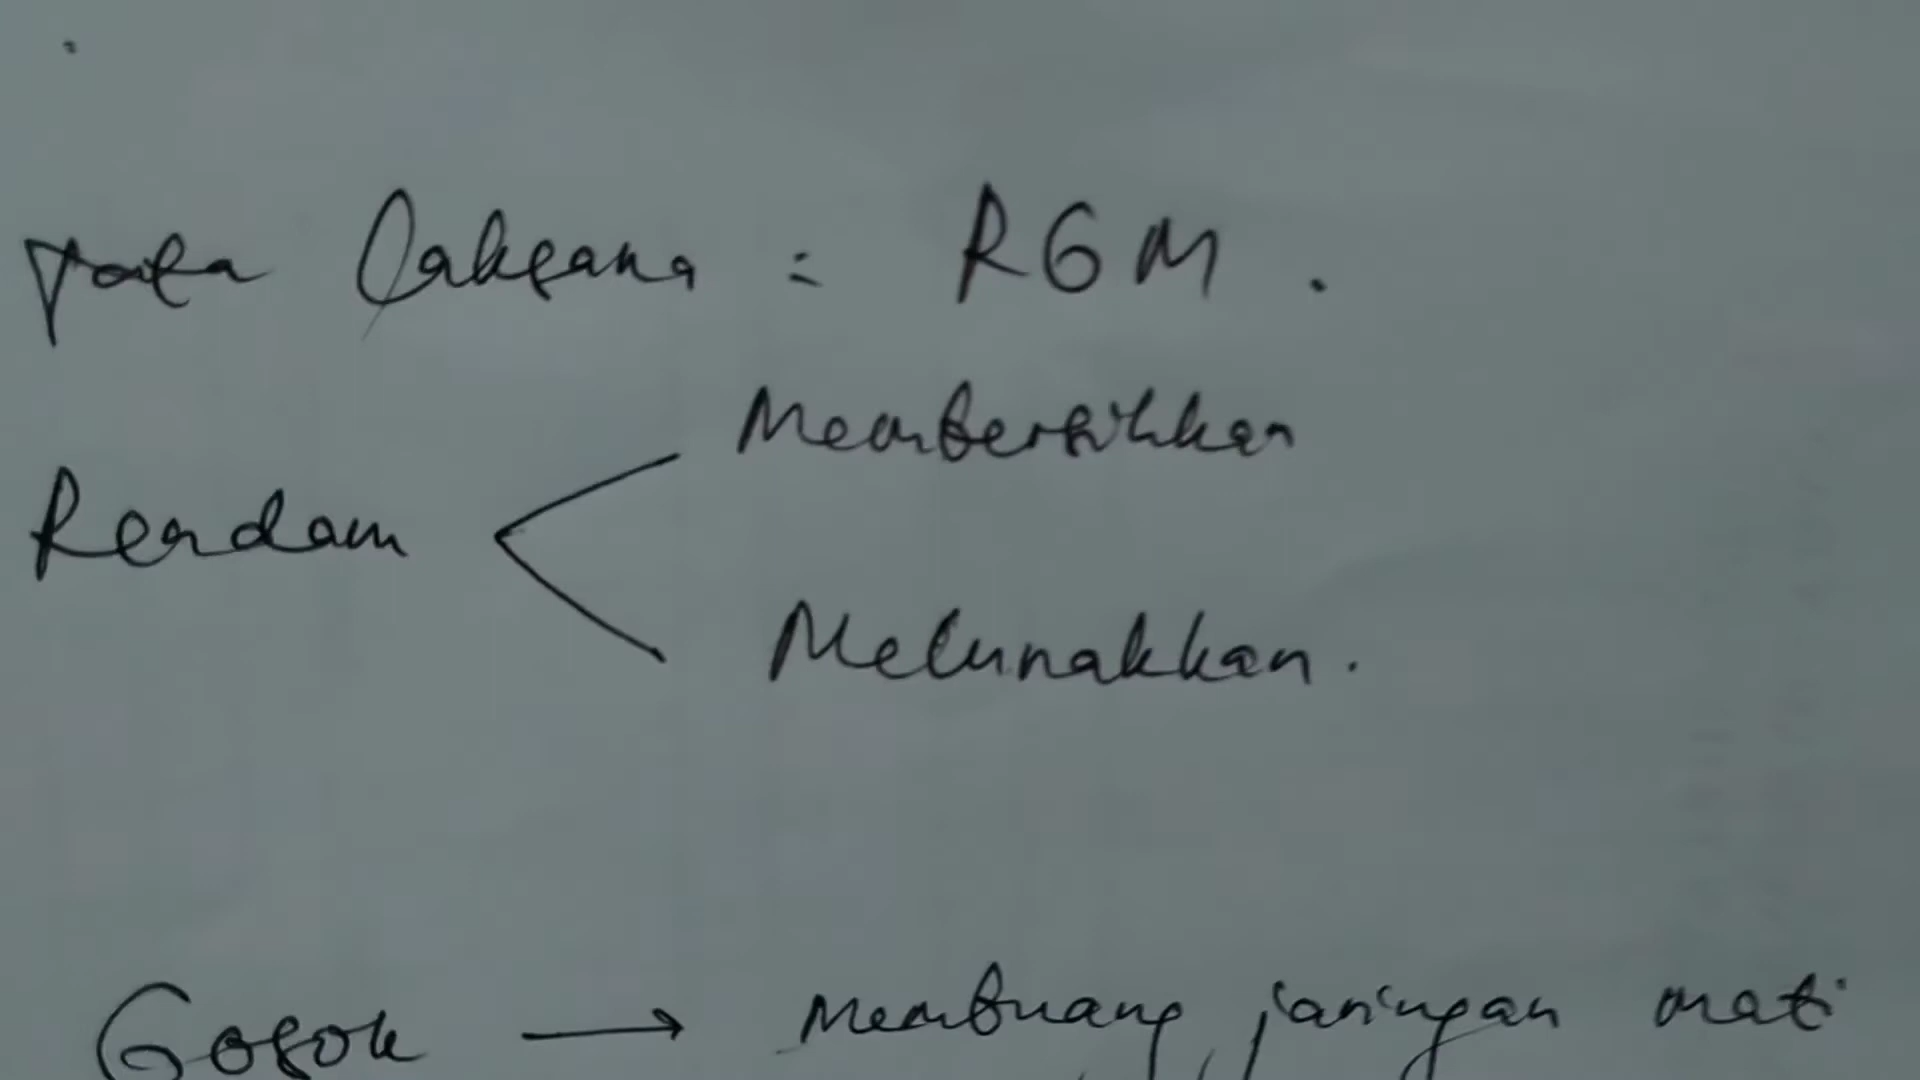 Tata laksana = RGM.
Membersihkan
Rendam
Melunakkan.
Gosok → Membuang jaringan mati